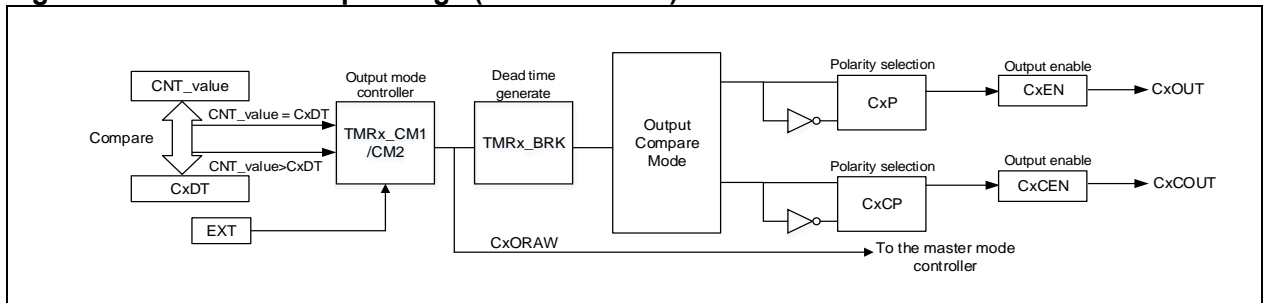 CNT_value
Compare
CxDT
CNT_value = CxDT
CNT_value>CxDT
EXT
Output mode
controller
TMRx_CM1
/CM2
Dead time
generate
TMRx_BRK
CxORAW
Output
Compare
Mode
Polarity selection
CxP
Output enable
CxEN
CxOUT
Polarity selection
CxCP
Output enable
CxCEN
CxCOUT
To the master mode
controller